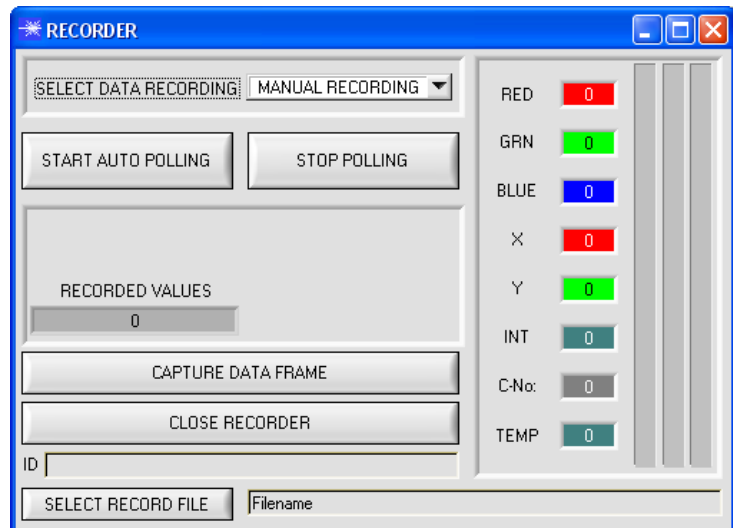 RECORDER
SELECT DATA RECORDING MANUAL RECORDING
START AUTO POLLING STOP POLLING
RECORDED VALUES
0
CAPTURE DATA FRAME
CLOSE RECORDER
ID
SELECT RECORD FILE Filename
RED 0
GRN 0
BLUE 0
X 0
Y 0
INT 0
C-No: 0
TEMP 0